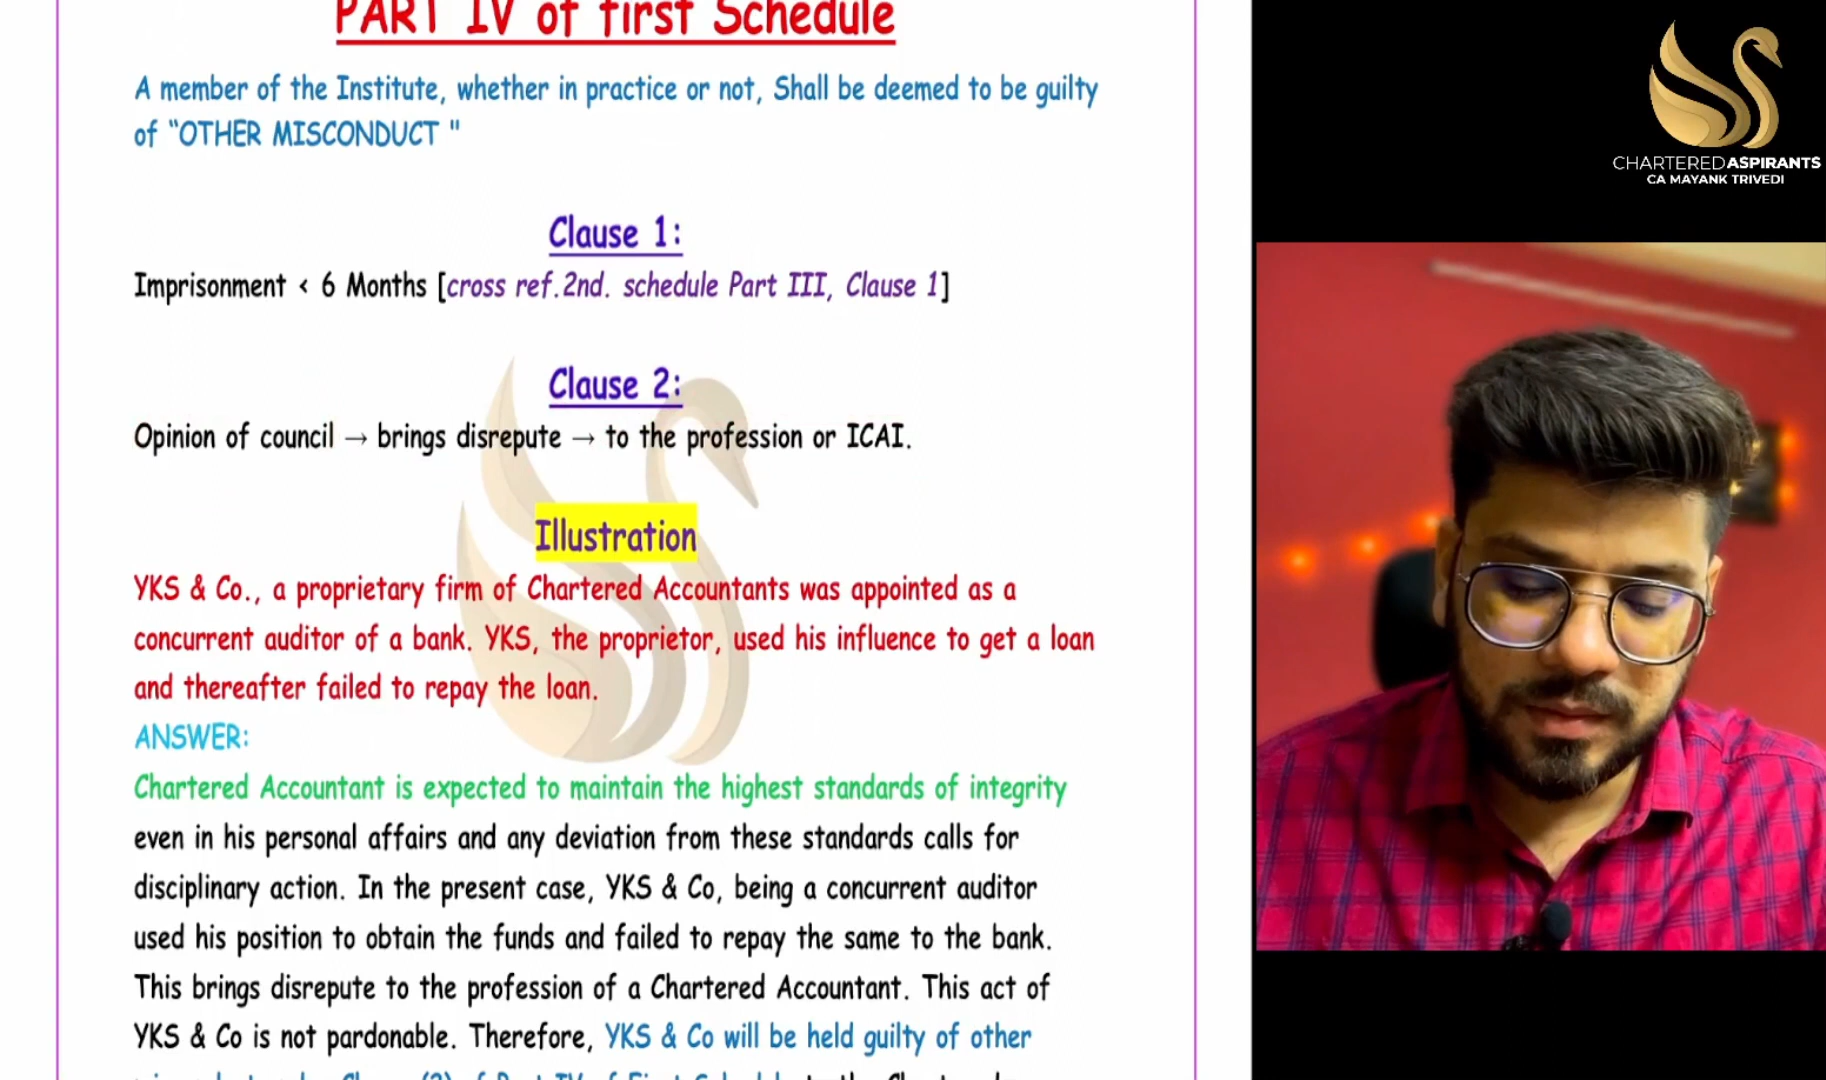 PART IV of first Schedule
A member of the Institute, whether in practice or not, Shall be deemed to be guilty
of “OTHER MISCONDUCT "
Clause 1:
Imprisonment < 6 Months [cross ref.2nd. schedule Part III, Clause 1]
Clause 2:
Opinion of council → brings disrepute → to the profession or ICAI.
Illustration
YKS & Co., a proprietary firm of Chartered Accountants was appointed as a
concurrent auditor of a bank. YKS, the proprietor, used his influence to get a loan
and thereafter failed to repay the loan.
ANSWER:
Chartered Accountant is expected to maintain the highest standards of integrity
even in his personal affairs and any deviation from these standards calls for
disciplinary action. In the present case, YKS & Co, being a concurrent auditor
used his position to obtain the funds and failed to repay the same to the bank.
This brings disrepute to the profession of a Chartered Accountant. This act of
YKS & Co is not pardonable. Therefore, YKS & Co will be held guilty of other
CHARTERED ASPIRANTS
CA MAYANK TRIVEDI